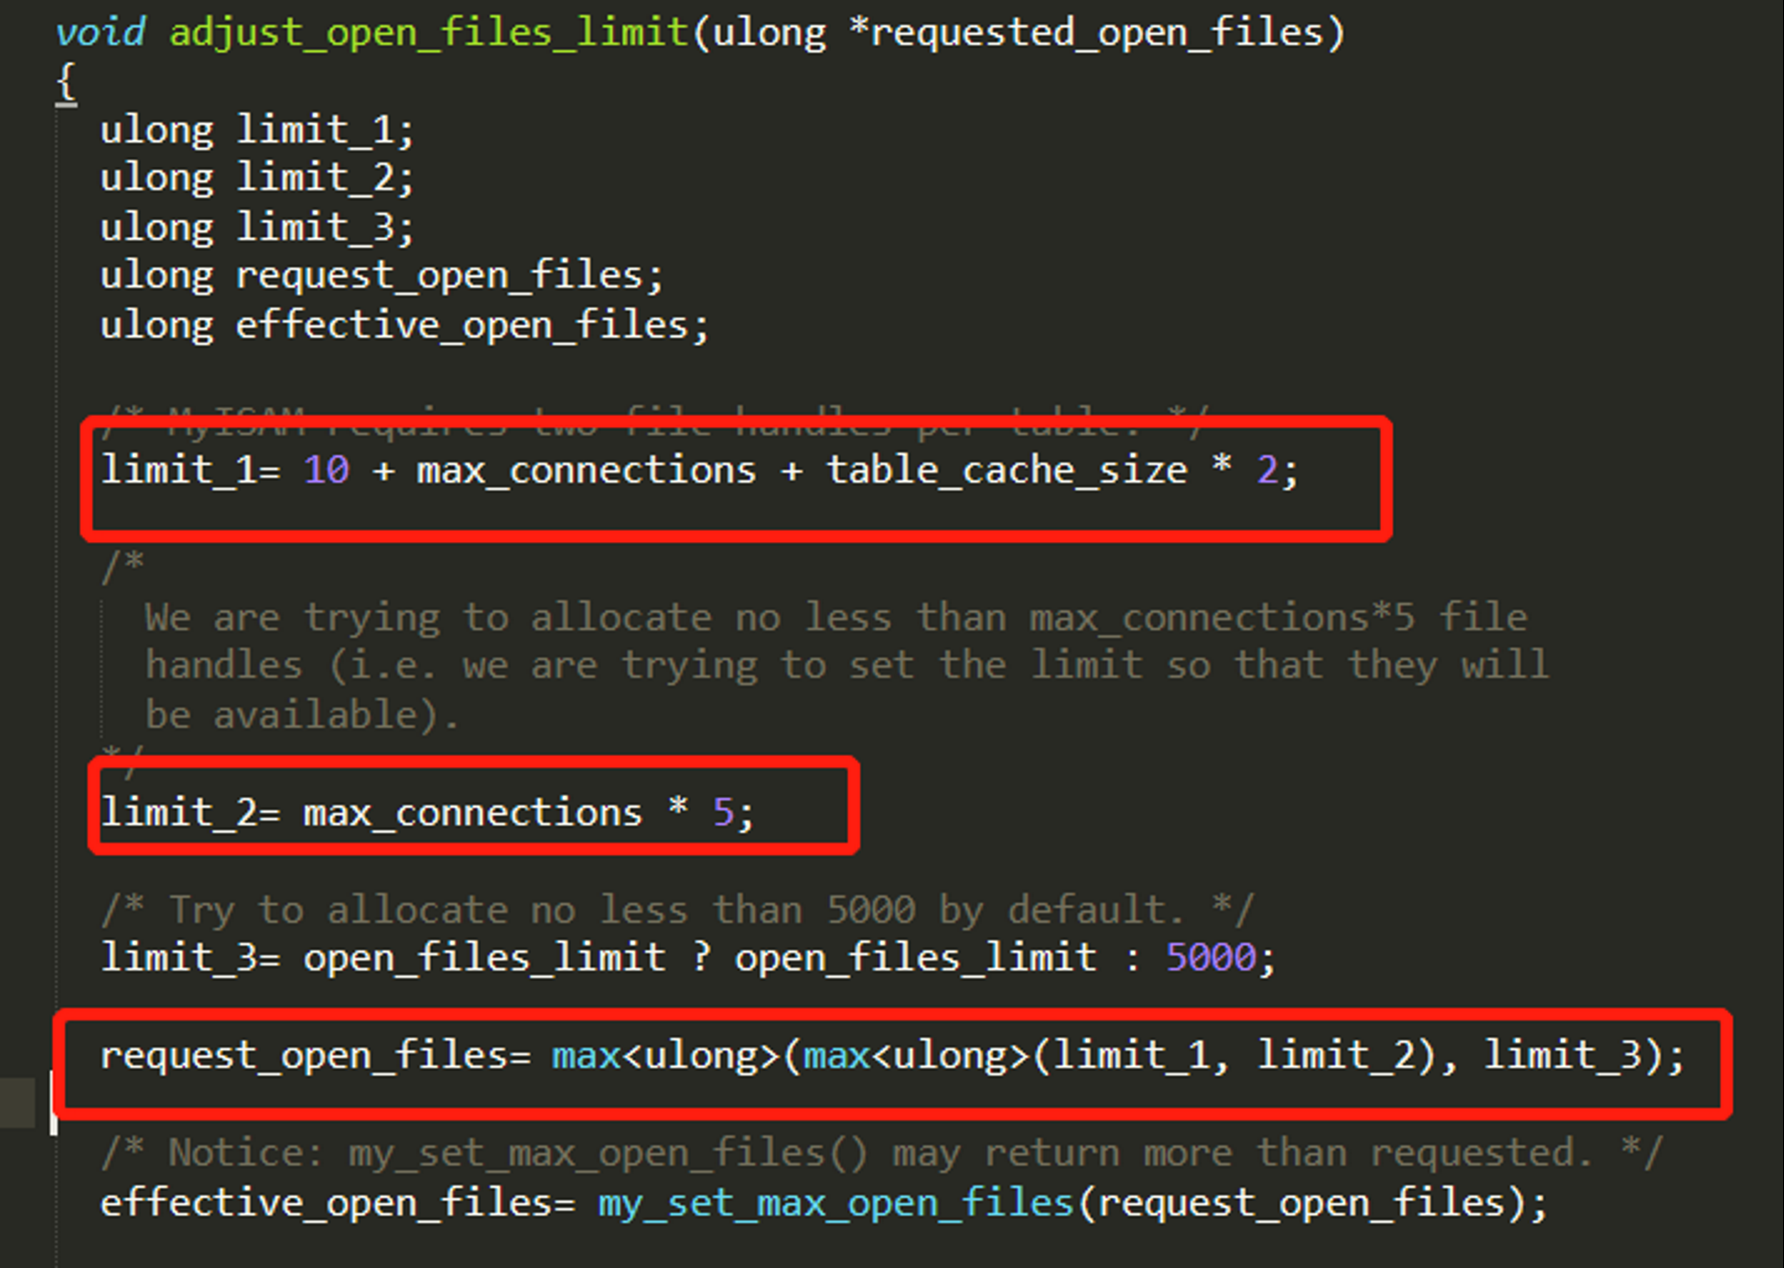 void adjust_open_files_limit(ulong *requested_open_files)
{
ulong limit_1;
ulong limit_2;
ulong limit_3;
ulong request_open_files;
ulong effective_open_files;
/* MyISAM requires two file handles per table. */
limit_1= 10 + max_connections + table_cache_size * 2;
/*
We are trying to allocate no less than max_connections*5 file
handles (i.e. we are trying to set the limit so that they will
be available).
*/
limit_2= max_connections * 5;
/* Try to allocate no less than 5000 by default. */
limit_3= open_files_limit ? open_files_limit : 5000;
request_open_files= max<ulong>(max<ulong>(limit_1, limit_2), limit_3);
/* Notice: my_set_max_open_files() may return more than requested. */
effective_open_files= my_set_max_open_files(request_open_files);